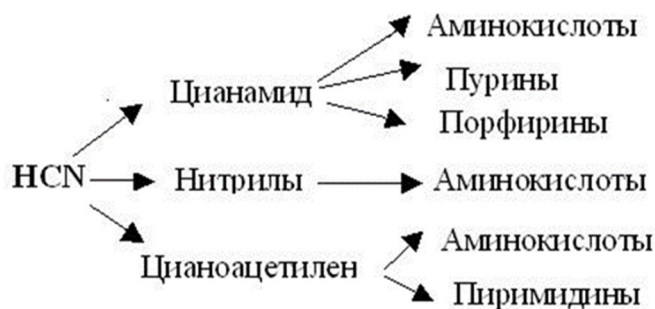 Аминокислоты
Цианамид
Пурины
Порфирины
HCN
Нитрилы
Аминокислоты
Аминокислоты
Цианоацетилен
Пиримидины